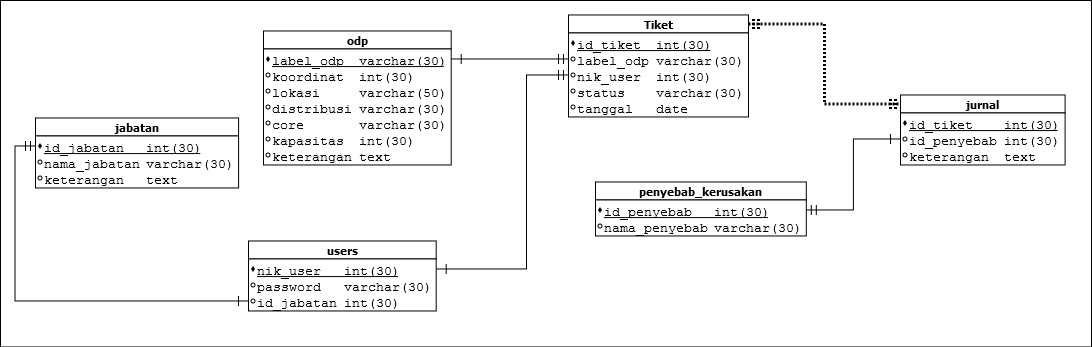 Tiket
id_tiket int(30)
label_odp varchar(30)
nik_user int(30)
status varchar(30)
tanggal date
odp
label_odp varchar(30)
koordinat int(30)
lokasi varchar(50)
distribusi varchar(30)
core varchar(30)
kapasitas int(30)
keterangan text
jurnal
id_tiket int(30)
id_penyebab int(30)
keterangan text
jabatan
id_jabatan int(30)
nama_jabatan varchar(30)
keterangan text
penyebab_kerusakan
id_penyebab int(30)
nama_penyebab varchar(30)
users
nik_user int(30)
password varchar(30)
id_jabatan int(30)